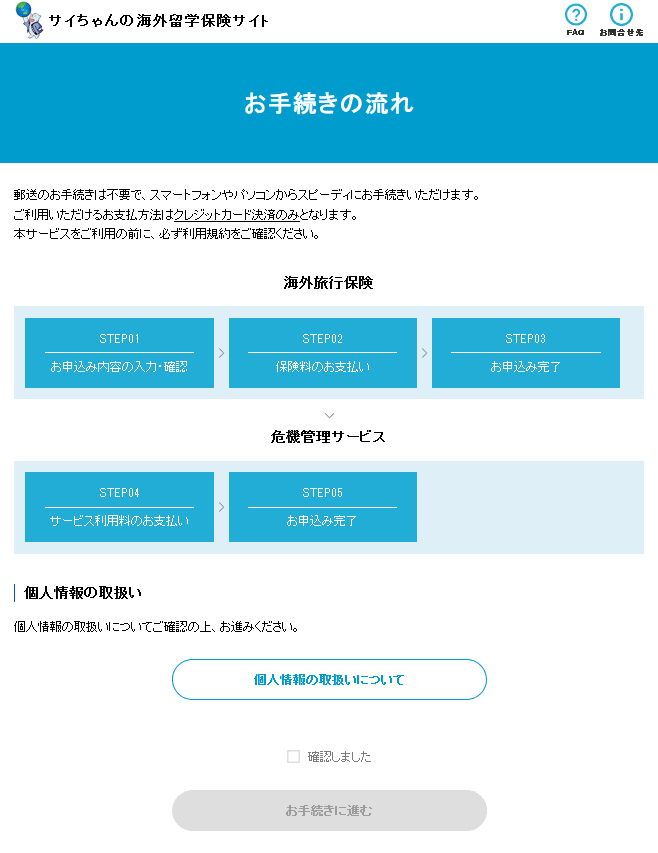 サイちゃんの海外留学保険サイト
FAQ
お問合せ先
お手続きの流れ
郵送のお手続きは不要で、スマートフォンやパソコンからスピーディにお手続きいただけます。
ご利用いただけるお支払方法はクレジットカード決済のみとなります。
本サービスをご利用の前に、必ず利用規約をご確認ください。
海外旅行保険
STEP01
お申込み内容の入力・確認
STEP02
保険料のお支払い
STEP03
お申込み完了
危機管理サービス
STEP04
サービス利用料のお支払い
STEP05
お申込み完了
個人情報の取扱い
個人情報の取扱いについてご確認の上、お進みください。
個人情報の取扱いについて
確認しました
お手続きに進む